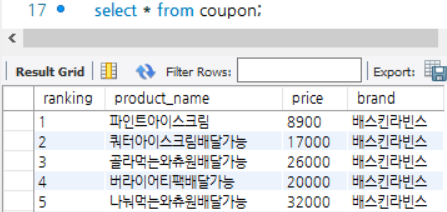 17 select * from coupon;
Result Grid Filter Rows: Export:
ranking product_name price brand
1 파인트아이스크림 8900 배스킨라빈스
2 쿼터아이스크림배달가능 17000 배스킨라빈스
3 골라먹는와츄원배달가능 26000 배스킨라빈스
4 버라이어티팩배달가능 20000 배스킨라빈스
5 나눠먹는와츄원배달가능 32000 배스킨라빈스